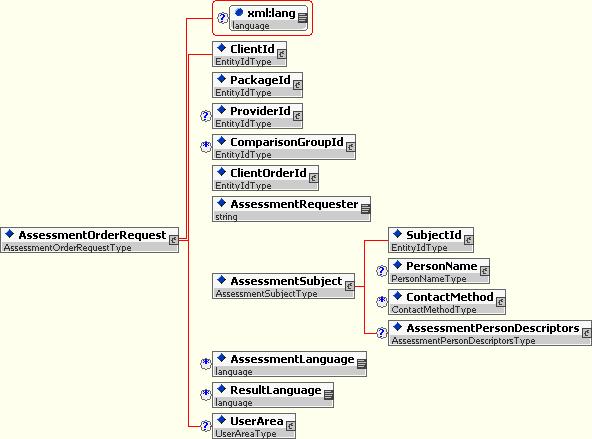 ? xml:lang
language
ClientId
EntityIdType
PackageId
EntityIdType
? ProviderId
EntityIdType
* ComparisonGroupId
EntityIdType
ClientOrderId
EntityIdType
AssessmentRequester
string
AssessmentOrderRequest
AssessmentOrderRequestType
AssessmentSubject
AssessmentSubjectType
SubjectId
EntityIdType
? PersonName
PersonNameType
* ContactMethod
ContactMethodType
? AssessmentPersonDescriptors
AssessmentPersonDescriptorsType
* AssessmentLanguage
language
* ResultLanguage
language
? UserArea
UserAreaType